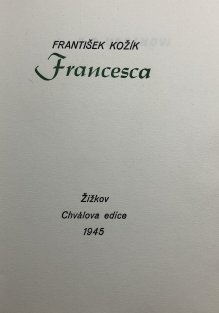 FRANTIŠEK KOŽÍK
Francesca
Žižkov
Chválova edice
1945